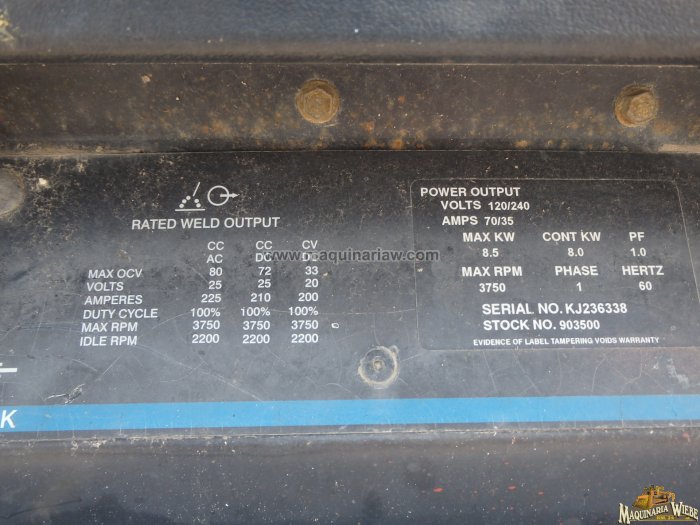 RATED WELD OUTPUT
CC CC CV
AC DC DC
MAX OCV 80 72 33
VOLTS 25 25 20
AMPERES 225 210 200
DUTY CYCLE 100% 100% 100%
MAX RPM 3750 3750 3750
IDLE RPM 2200 2200 2200
POWER OUTPUT
VOLTS 120/240
AMPS 70/35
MAX KW CONT KW PF
8.5 8.0 1.0
MAX RPM PHASE HERTZ
3750 1 60
SERIAL NO. KJ236338
STOCK NO. 903500
EVIDENCE OF LABEL TAMPERING VOIDS WARRANTY
K
www.maquinariaw.com
MAQUINARIA WIEBE